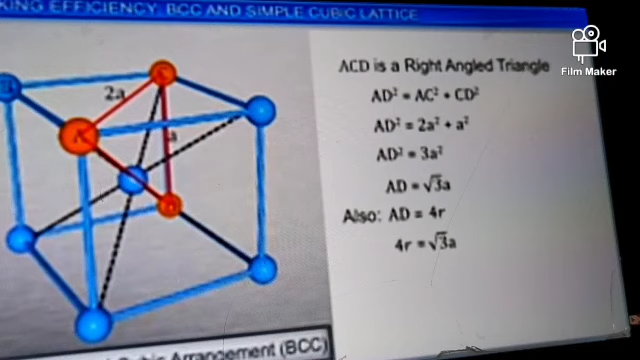 KING EFFICIENCY: BCC AND SIMPLE CUBIC LATTICE
Film Maker
ACD is a Right Angled Triangle
AD² = AC² + CD²
AD² = 2a² + a²
AD² = 3a²
AD = √3a
Also: AD = 4r
4r = √3a
2a
A
a
Cubic Arrangement (BCC)